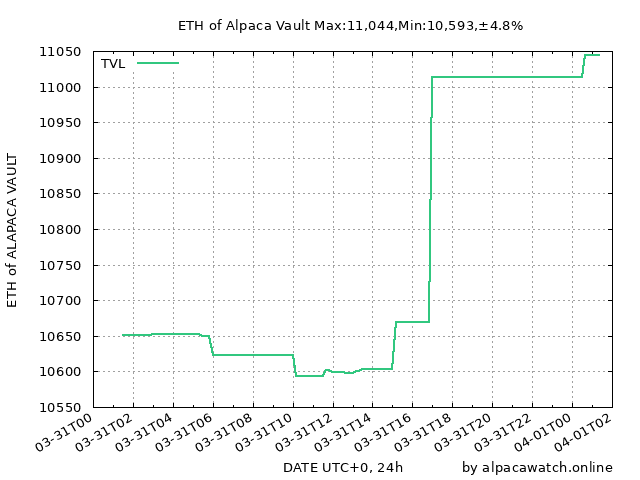 ETH of Alpaca Vault Max:11,044,Min:10,593,±4.8%
TVL
11050
11000
10950
10900
10850
10800
10750
10700
10650
10600
10550
ETH of ALAPACA VAULT
03-31T00
03-31T02
03-31T04
03-31T06
03-31T08
03-31T10
03-31T12
03-31T14
03-31T16
03-31T18
03-31T20
03-31T22
04-01T00
04-01T02
DATE UTC+0, 24h
by alpacawatch.online